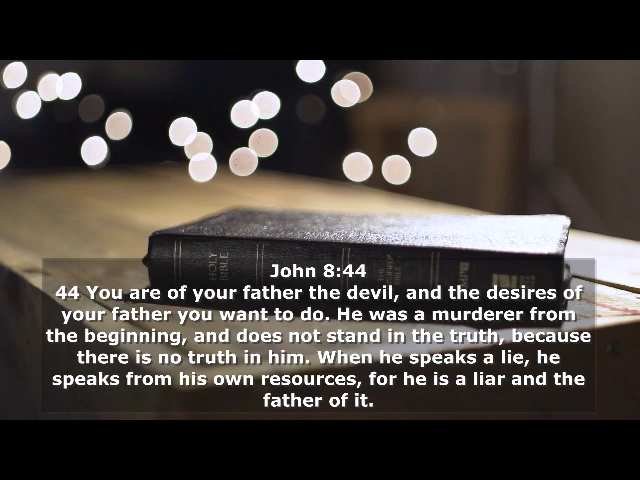 HOLY
BIBLE
John 8:44
44 You are of your father the devil, and the desires of
your father you want to do. He was a murderer from
the beginning, and does not stand in the truth, because
there is no truth in him. When he speaks a lie, he
speaks from his own resources, for he is a liar and the
father of it.